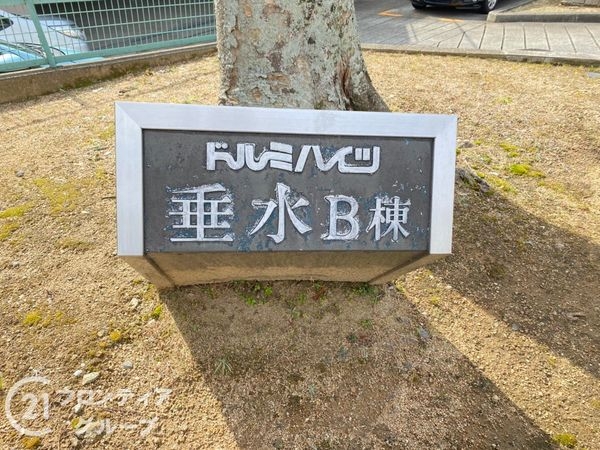 ドルミハイツ
垂水B棟
21 フロンティア
グループ